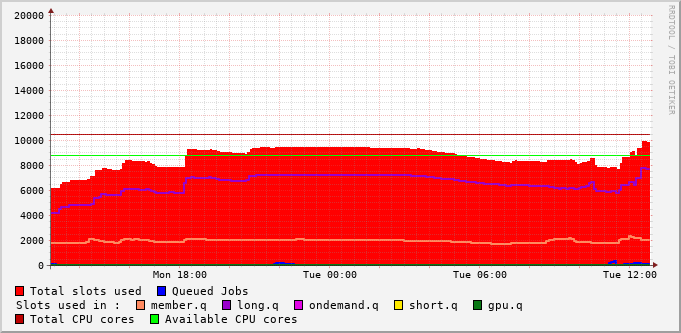 20000
18000
16000
14000
12000
10000
8000
6000
4000
2000
0
Mon 18:00 Tue 00:00 Tue 06:00 Tue 12:00
Total slots used Queued Jobs
Slots used in : member.q long.q ondemand.q short.q gpu.q
Total CPU cores Available CPU cores
RRDTOOL / TOBI OETIKER